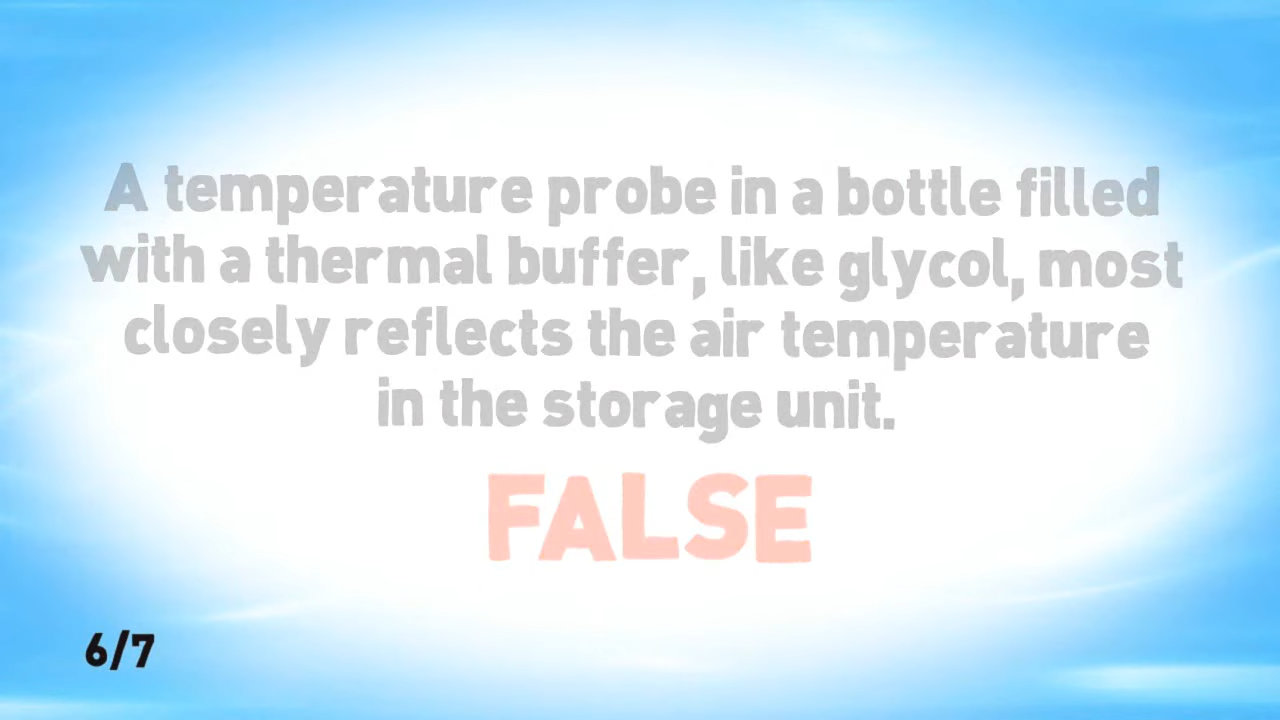 A temperature probe in a bottle filled
with a thermal buffer, like glycol, most
closely reflects the air temperature
in the storage unit.
FALSE
6/7